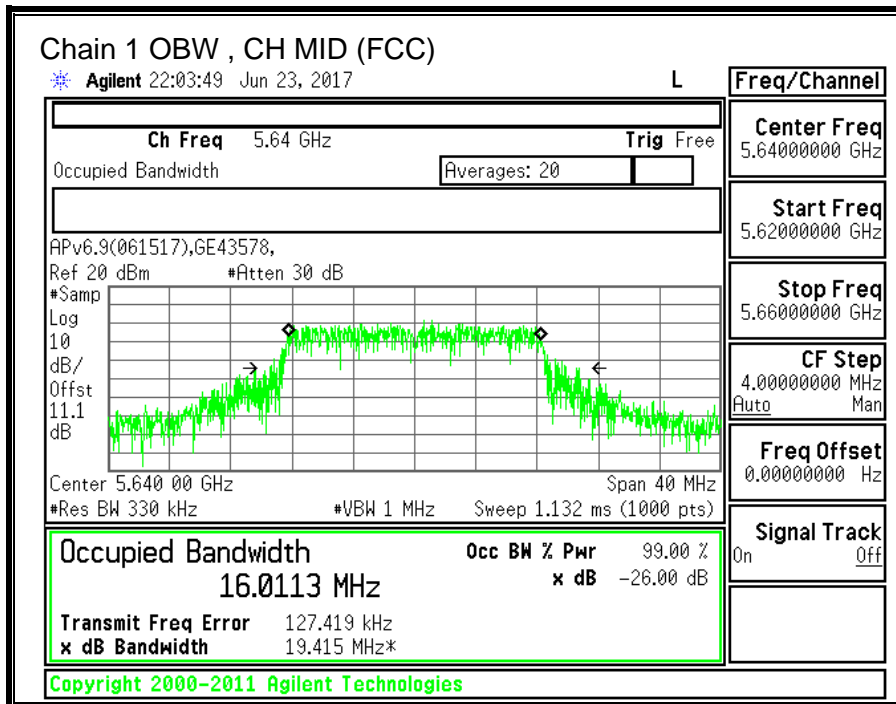 Chain 1 OBW , CH MID (FCC)
Agilent 22:03:49 Jun 23, 2017 L
Freq/Channel
Ch Freq 5.64 GHz Trig Free
Occupied Bandwidth Averages: 20
Center Freq
5.64000000 GHz
Start Freq
5.62000000 GHz
Stop Freq
5.66000000 GHz
CF Step
4.00000000 MHz
Auto Man
Freq Offset
0.00000000 Hz
Signal Track
On Off
APv6.9(061517),GE43578,
Ref 20 dBm #Atten 30 dB
#Samp
Log
10
dB/
Offst
11.1
dB
Center 5.640 00 GHz Span 40 MHz
#Res BW 330 kHz #VBW 1 MHz Sweep 1.132 ms (1000 pts)
Occupied Bandwidth Occ BW % Pwr 99.00 %
16.0113 MHz x dB -26.00 dB
Transmit Freq Error 127.419 kHz
x dB Bandwidth 19.415 MHz*
Copyright 2000-2011 Agilent Technologies